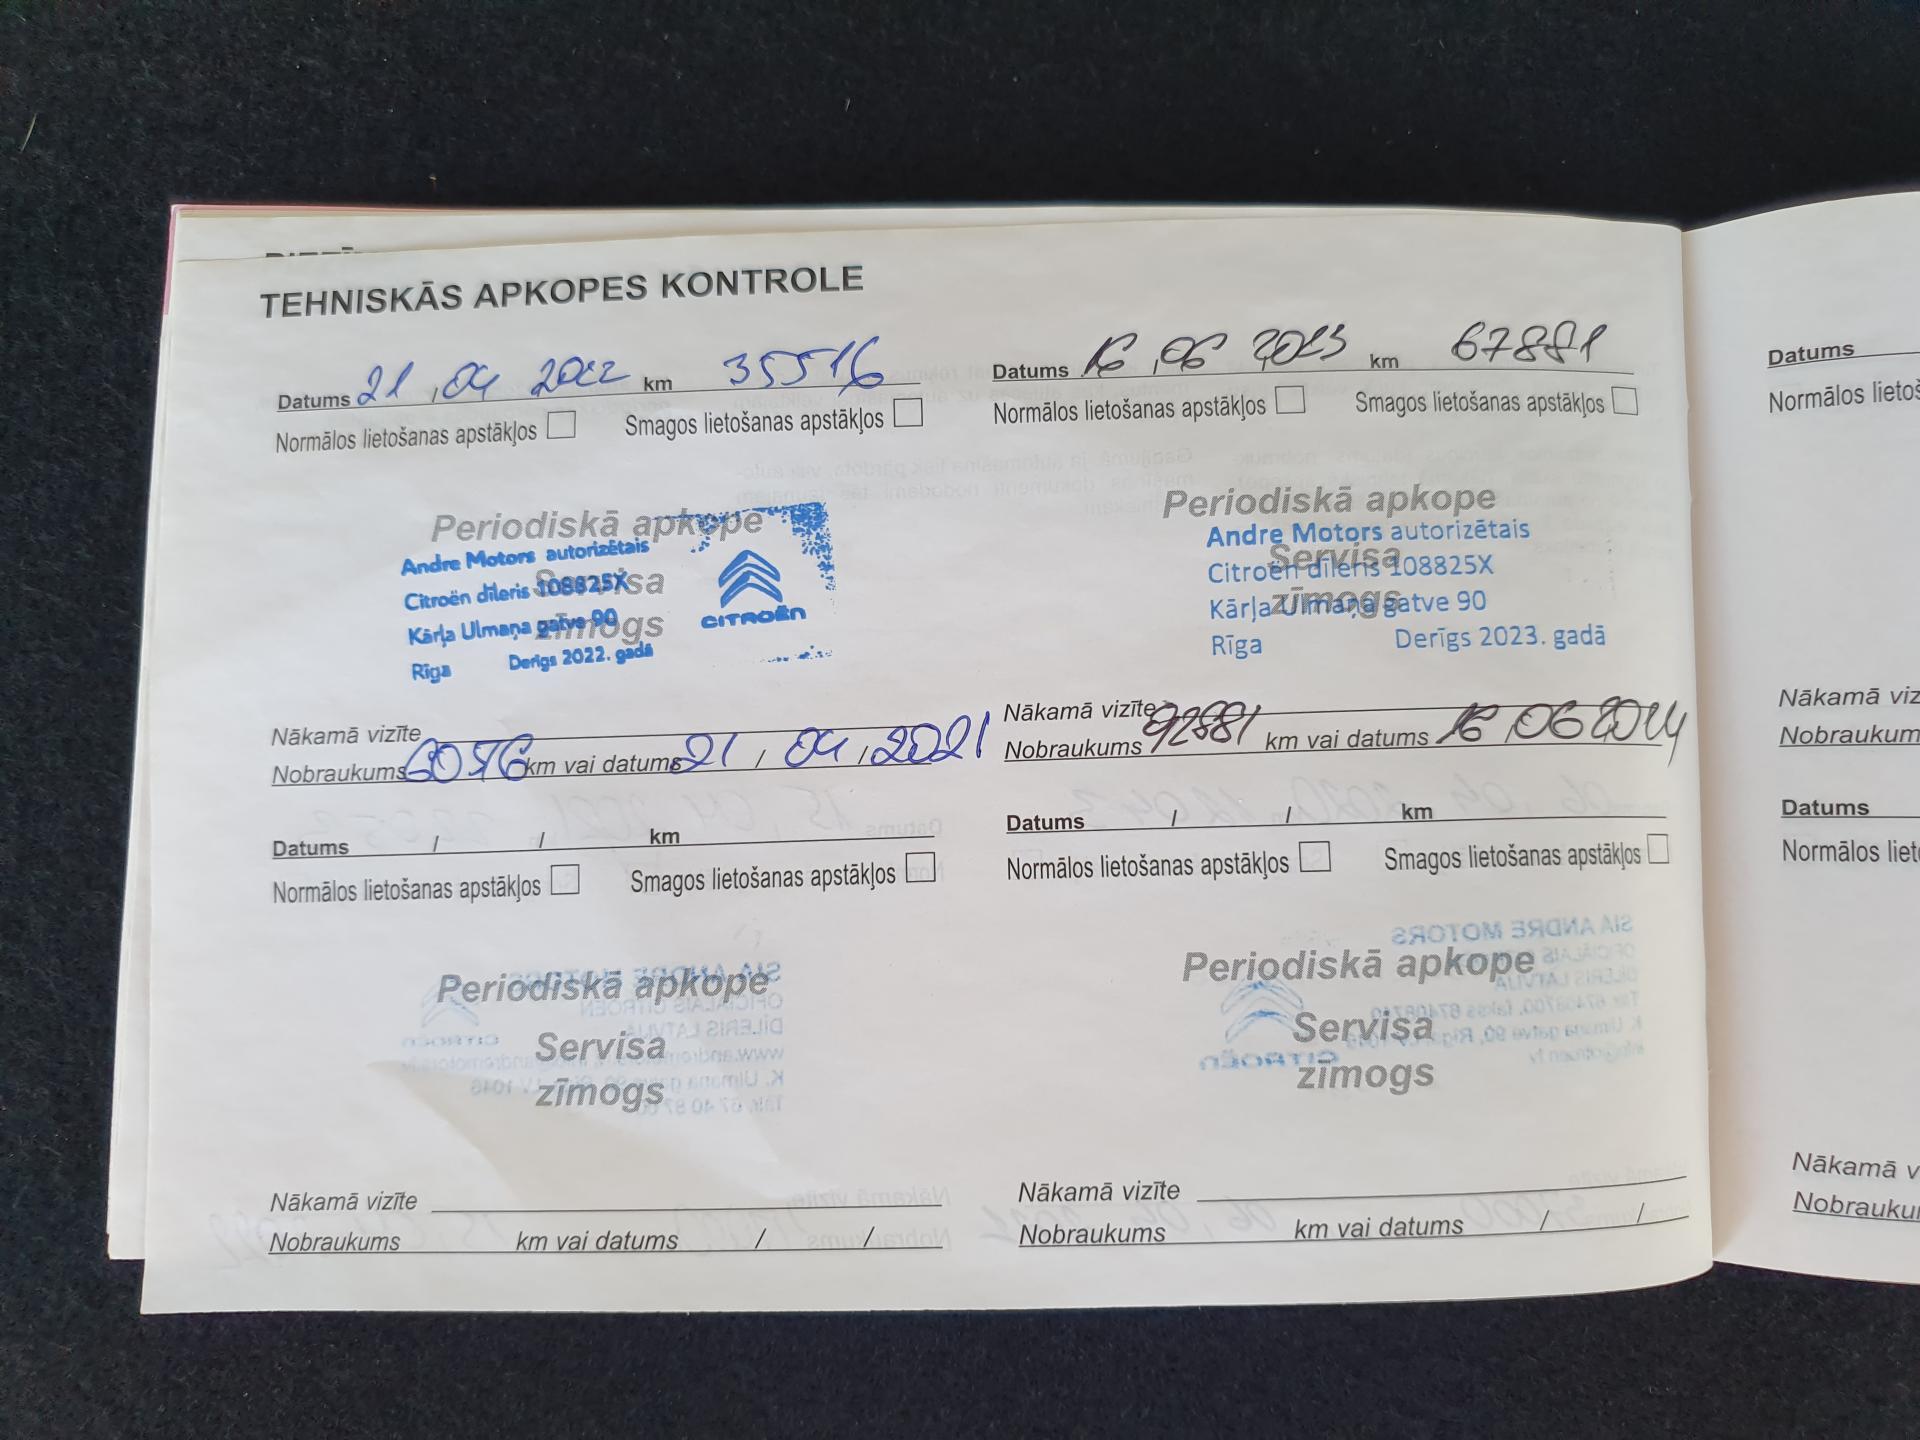 TEHNISKĀS APKOPES KONTROLE
Datums 21 , 04 2022 km 35516
Normālos lietošanas apstākļos Smagos lietošanas apstākļos
Periodiskā apkope
Servisa
zīmogs
Andre Motors autorizētais
Citroën dīleris 108825X
Kārļa Ulmaņa gatve 90
Rīga Derīgs 2022. gadā
CITROËN
Nākamā vizīte
Nobraukums 60516 km vai datums 21 / 04 / 2021
Datums / / km
Normālos lietošanas apstākļos Smagos lietošanas apstākļos
Periodiskā apkope
Servisa
zīmogs
Nākamā vizīte
Nobraukums km vai datums / /
Datums 16 , 06 2023 km 67881
Normālos lietošanas apstākļos Smagos lietošanas apstākļos
Periodiskā apkope
Servisa
zīmogs
Andre Motors autorizētais
Citroën dīleris 108825X
Kārļa Ulmaņa gatve 90
Rīga Derīgs 2023. gadā
Nākamā vizīte
Nobraukums 92881 km vai datums 16 , 06 2024
Datums / / km
Normālos lietošanas apstākļos Smagos lietošanas apstākļos
Periodiskā apkope
Servisa
zīmogs
Nākamā vizīte
Nobraukums km vai datums / /
Datums
Normālos
Nākamā
Datums
Normālos
Nākamā